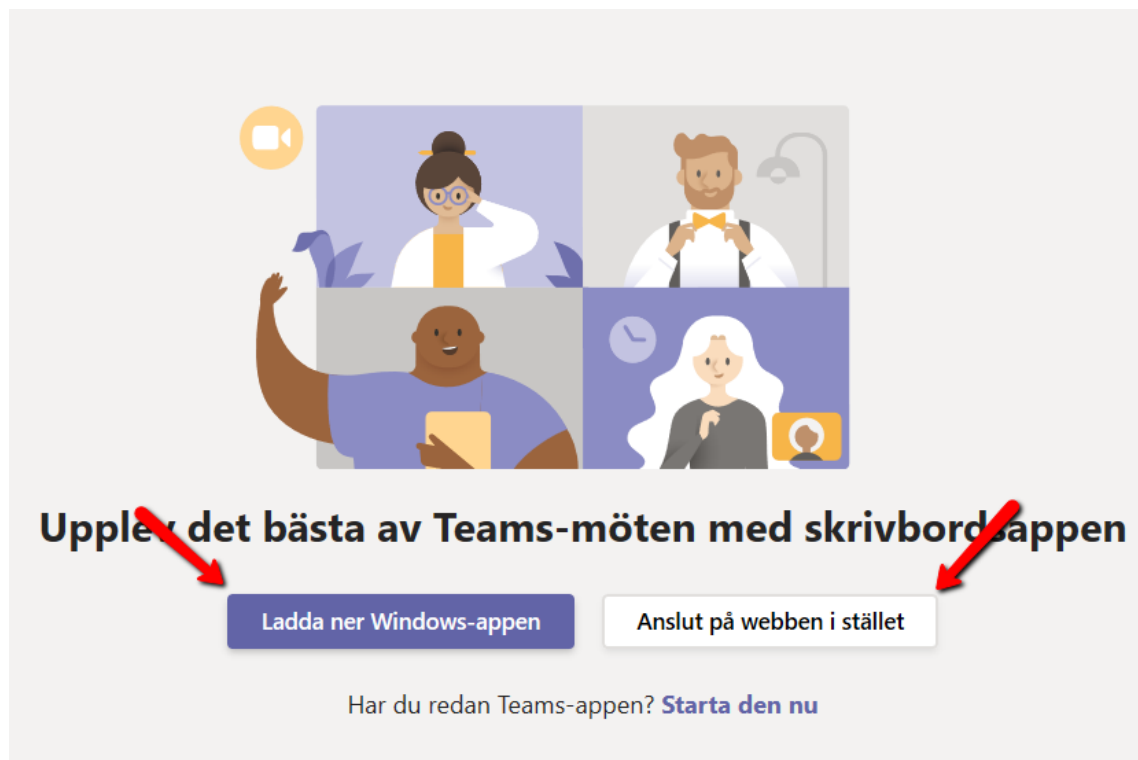 Upplev det bästa av Teams-möten med skrivbordsappen
Ladda ner Windows-appen
Anslut på webben i stället
Har du redan Teams-appen? Starta den nu